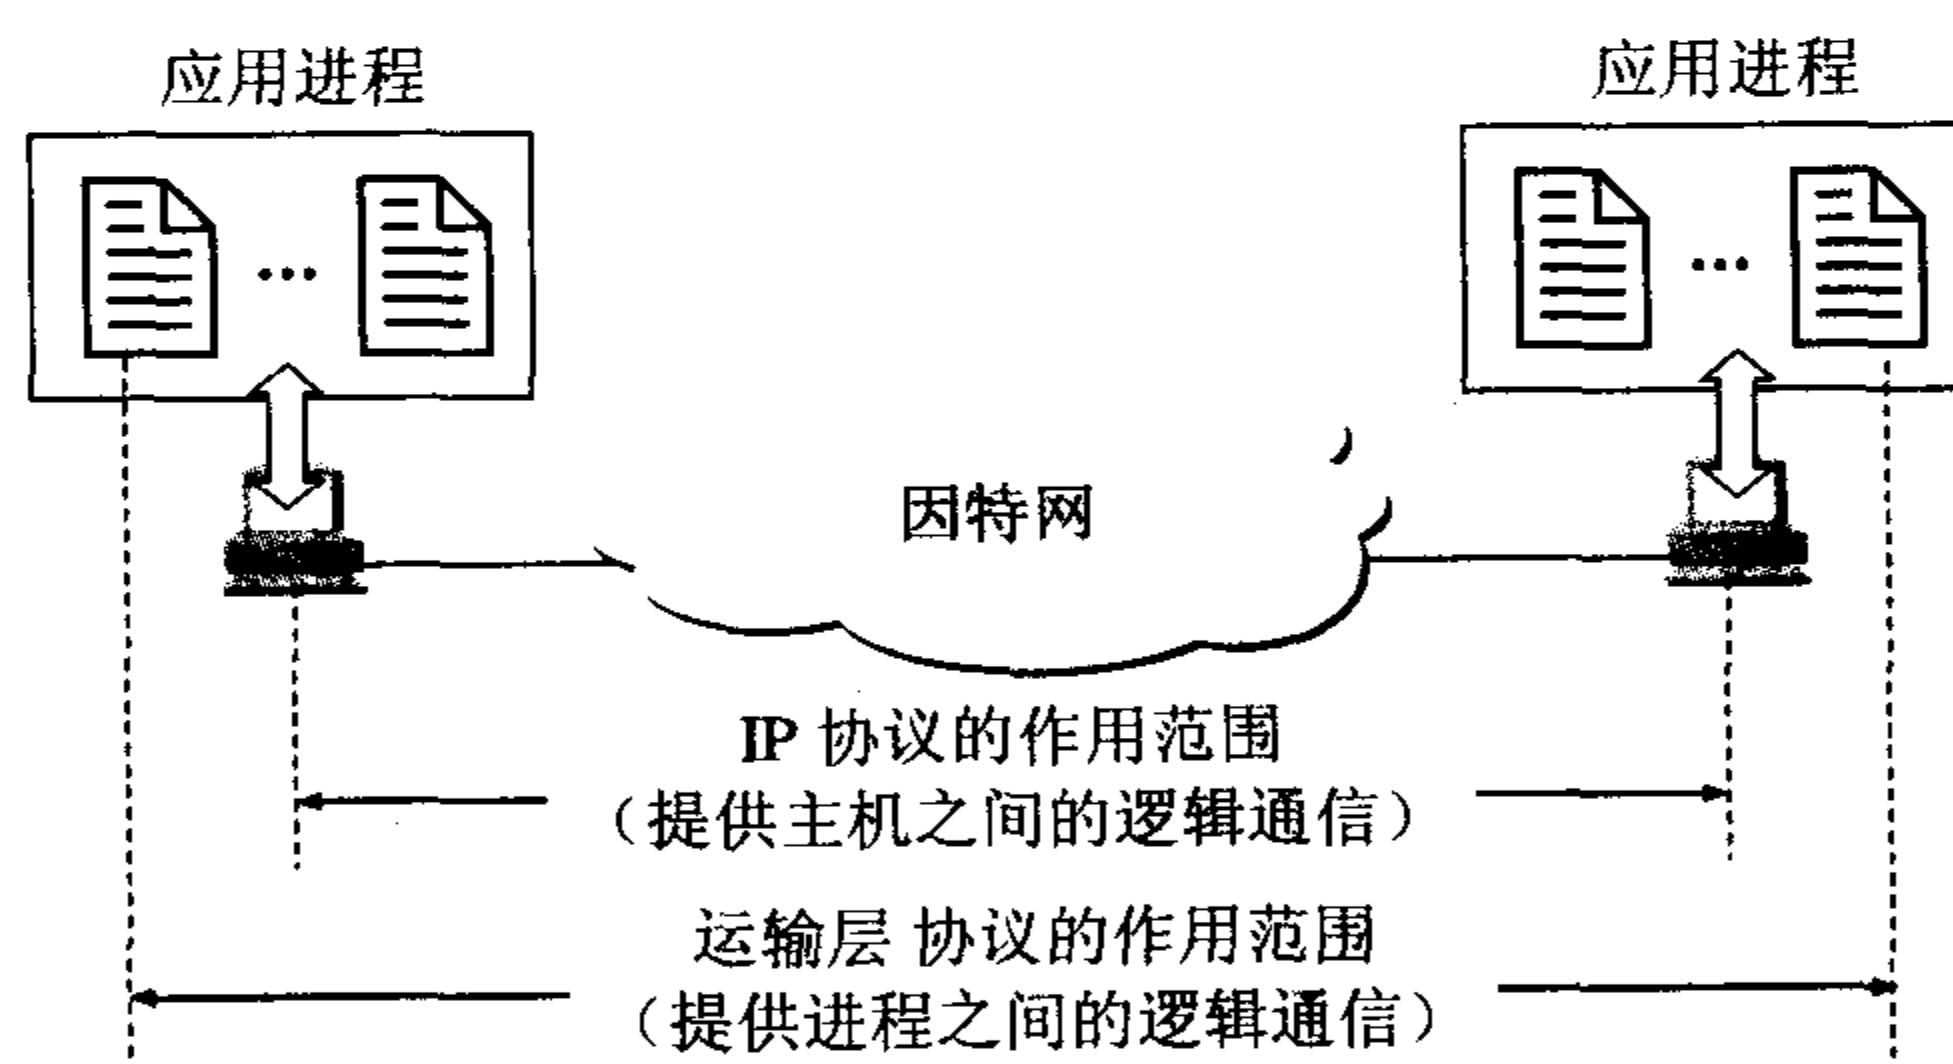 应用进程
应用进程
因特网
IP 协议的作用范围
（提供主机之间的逻辑通信）
运输层 协议的作用范围
（提供进程之间的逻辑通信）